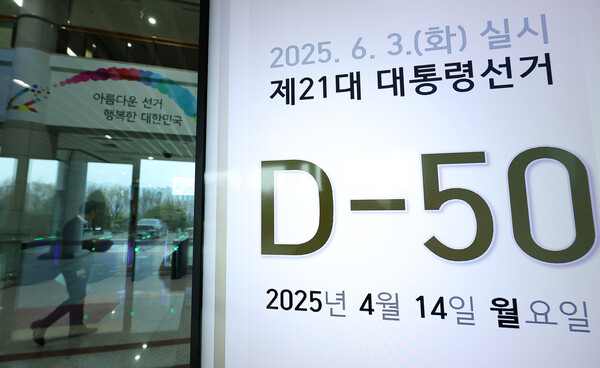 아름다운 선거
행복한 대한민국
2025. 6. 3.(화) 실시
제21대 대통령선거
D-50
2025년 4월 14일 월요일